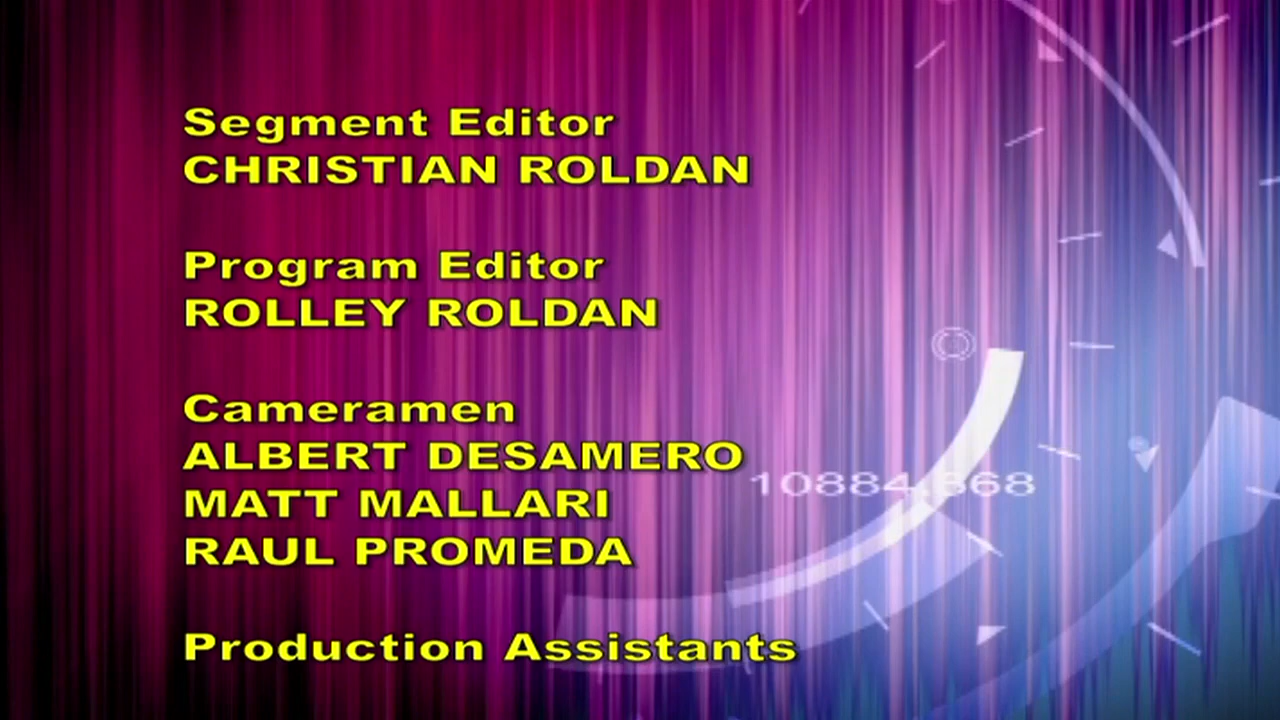 Segment Editor
CHRISTIAN ROLDAN
Program Editor
ROLLEY ROLDAN
Cameramen
ALBERT DESAMERO
MATT MALLARI
RAUL PROMEDA
Production Assistants